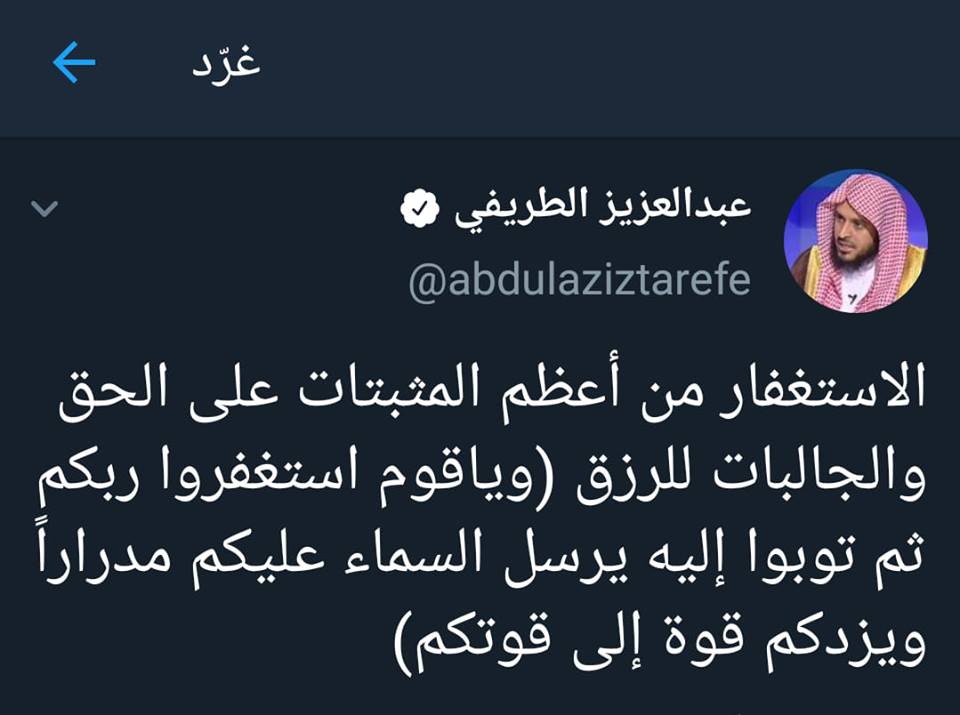 غرّد
عبدالعزيز الطريفي
@abdulaziztarefe
الاستغفار من أعظم المثبتات على الحق
والجالبات للرزق (وياقوم استغفروا ربكم
ثم توبوا إليه يرسل السماء عليكم مدراراً
ويزدكم قوة إلى قوتكم)